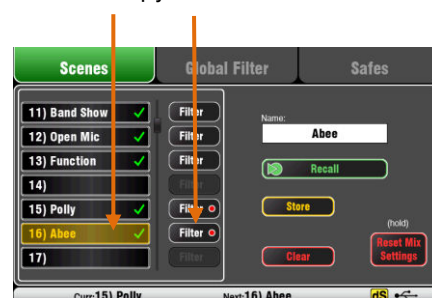 Scenes
Global Filter
Safes
11) Band Show
Filter
12) Open Mic
Filter
13) Function
Filter
14)
Filter
15) Polly
Filter
16) Abee
Filter
17)
Filter
Name:
Abee
Recall
Store
(hold)
Clear
Reset Mix
Settings
Curr:15) Polly
Next:16) Abee
dS